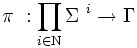 π : ∏_{i∈ℕ} Σ^i → Γ